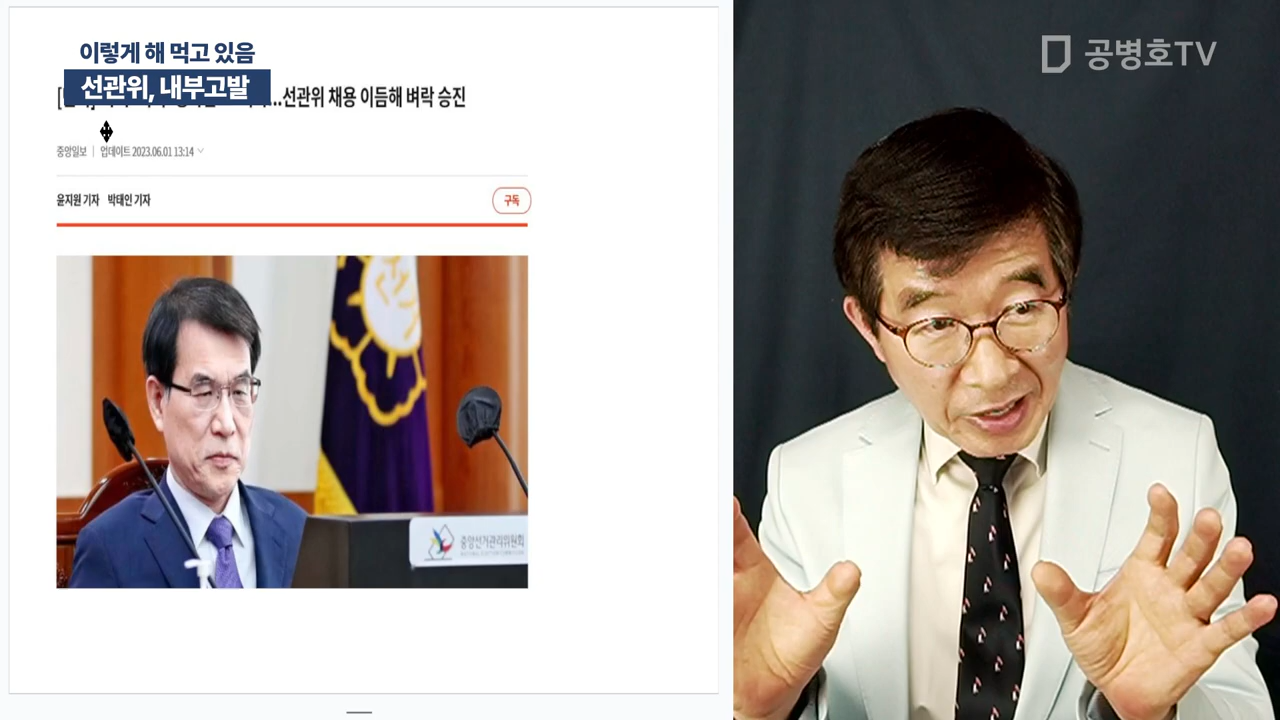 이렇게 해 먹고 있음
선관위, 내부고발
..선관위 채용 이듬해 벼락 승진
중앙일보 | 업데이트 2023.06.01 13:14
윤지원 기자 박태인 기자
구독
중앙선거관리위원회
공병호TV